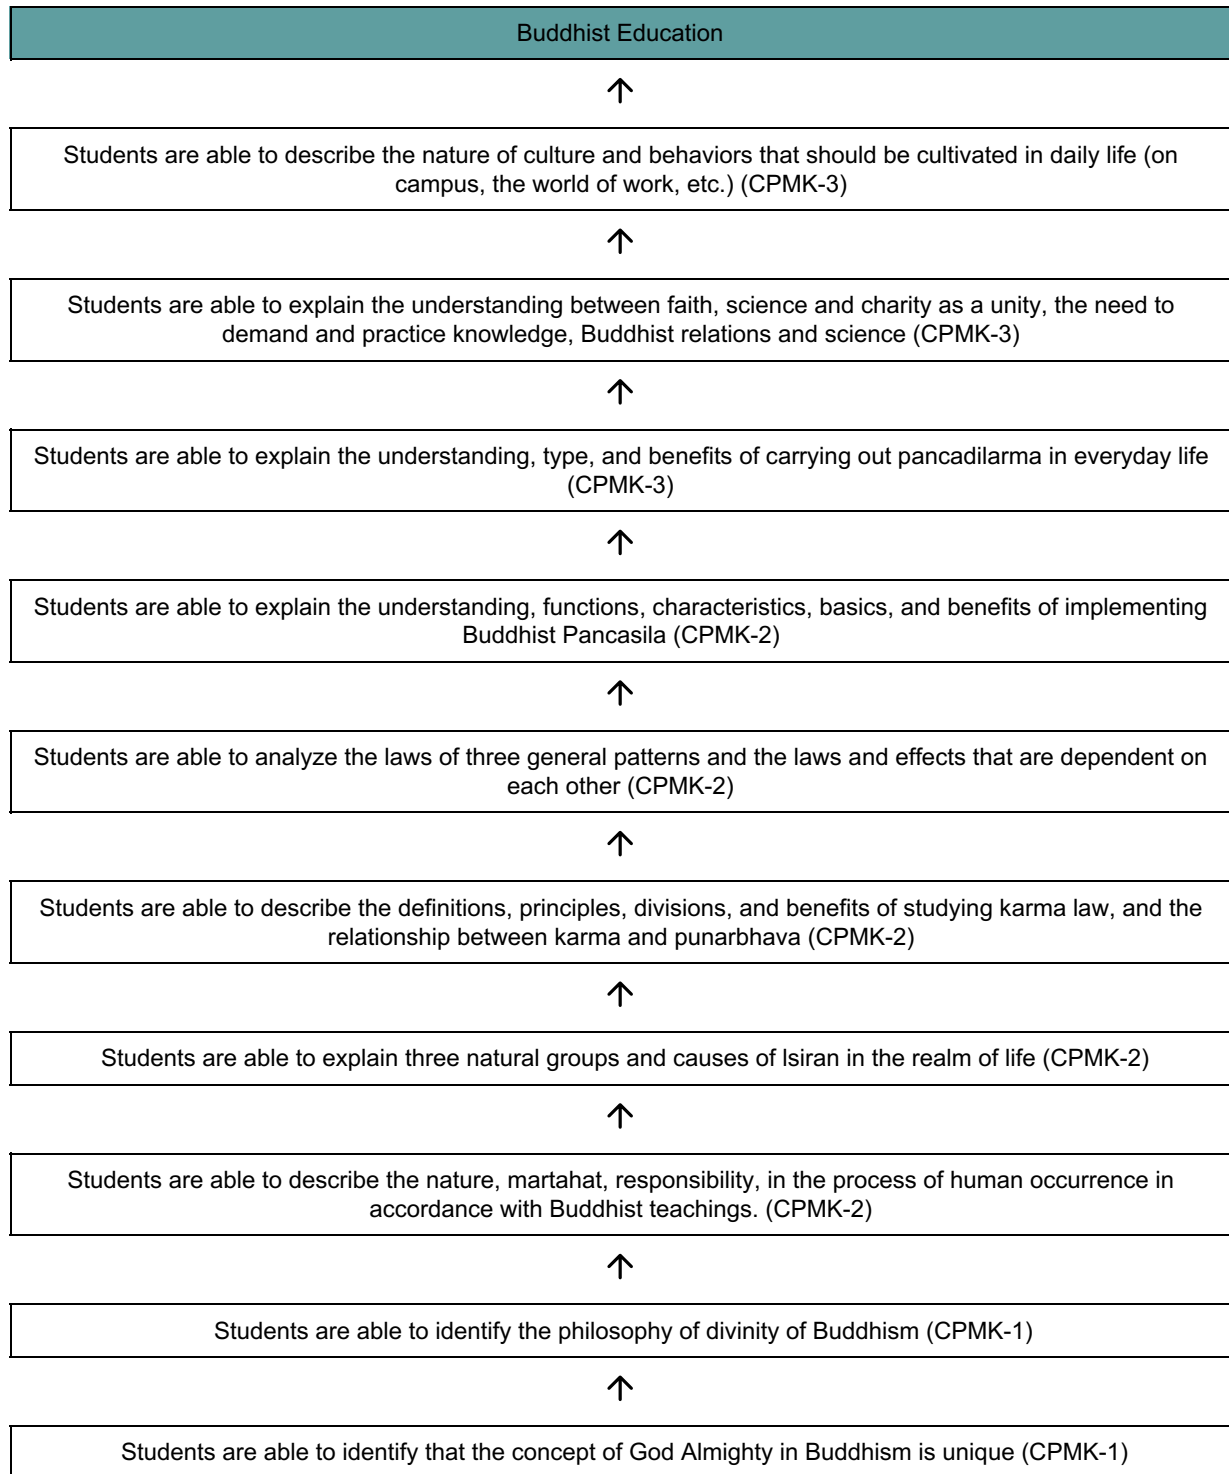 Buddhist Education
Students are able to describe the nature of culture and behaviors that should be cultivated in daily life (on
campus, the world of work, etc.) (CPMK-3)
Students are able to explain the understanding between faith, science and charity as a unity, the need to
demand and practice knowledge, Buddhist relations and science (CPMK-3)
Students are able to explain the understanding, type, and benefits of carrying out pancadilarma in everyday life
(CPMK-3)
Students are able to explain the understanding, functions, characteristics, basics, and benefits of implementing
Buddhist Pancasila (CPMK-2)
Students are able to analyze the laws of three general patterns and the laws and effects that are dependent on
each other (CPMK-2)
Students are able to describe the definitions, principles, divisions, and benefits of studying karma law, and the
relationship between karma and punarbhava (CPMK-2)
Students are able to explain three natural groups and causes of lsiran in the realm of life (CPMK-2)
Students are able to describe the nature, martahat, responsibility, in the process of human occurrence in
accordance with Buddhist teachings. (CPMK-2)
Students are able to identify the philosophy of divinity of Buddhism (CPMK-1)
Students are able to identify that the concept of God Almighty in Buddhism is unique (CPMK-1)